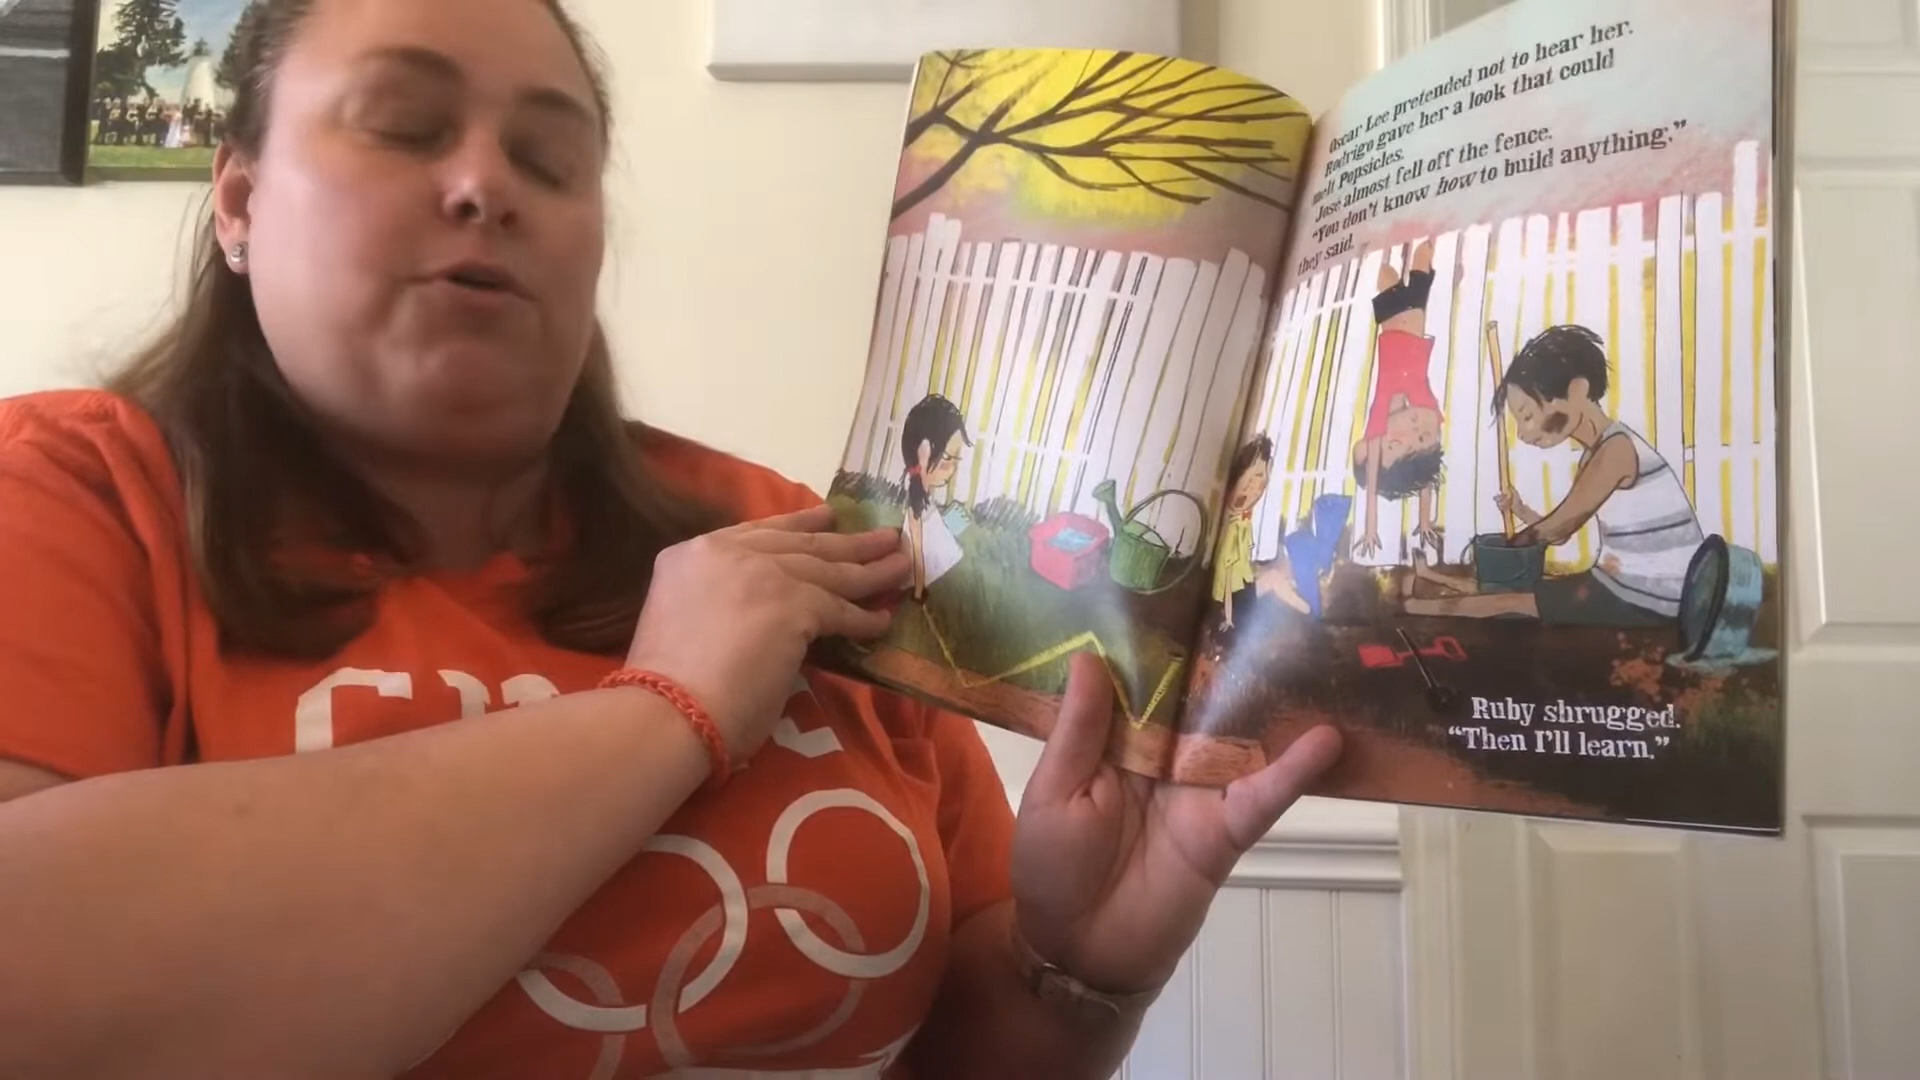 Oscar Lee pretended not to hear her.
Rodrigo gave her a look that could
melt Popsicles.
José almost fell off the fence.
"You don't know how to build anything,"
they said.
Ruby shrugged.
"Then I'll learn."